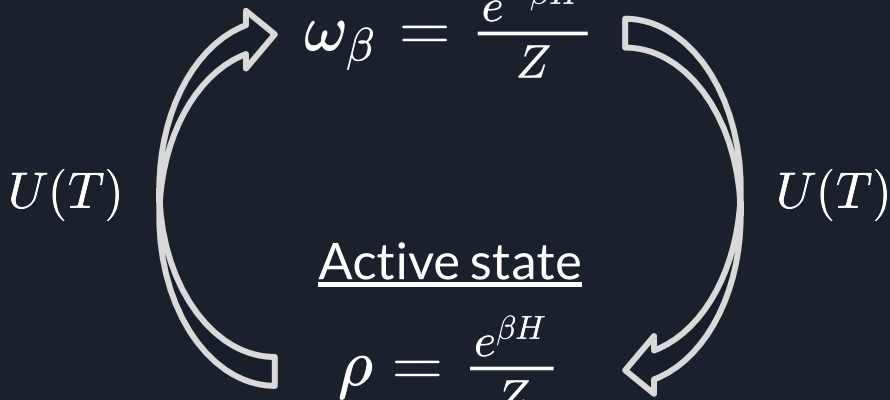 ω_β = e^{-βH} / Z
U(T) U(T)
Active state
ρ = e^{βH} / Z